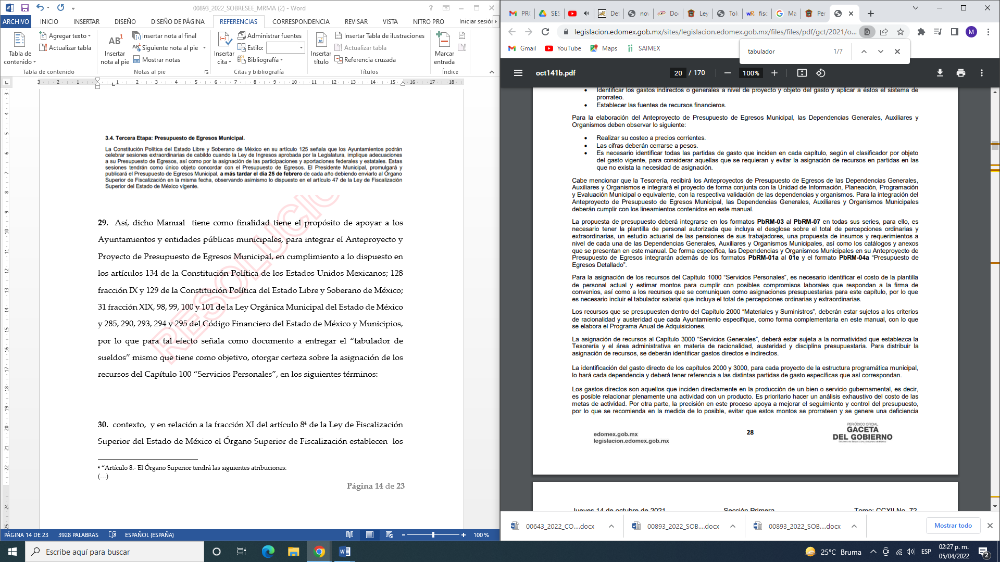 00893_2022_SOBRESEE_MRMA (2) - Word
ARCHIVO INICIO INSERTAR DISEÑO DISEÑO DE PÁGINA REFERENCIAS CORRESPONDENCIA REVISAR VISTA NITRO PRO Iniciar sesión
Tabla de contenido
Agregar texto
Actualizar tabla
Tabla de contenido
AB1
Insertar nota al pie
Insertar nota al final
Siguiente nota al pie
Mostrar notas
Notas al pie
Insertar cita
Administrar fuentes
Estilo:
Bibliografía
Citas y bibliografía
Insertar título
Insertar Tabla de ilustraciones
Actualizar tabla
Referencia cruzada
Títulos
Marcar entrada
Índice
3.4. Tercera Etapa: Presupuesto de Egresos Municipal.
La Constitución Política del Estado Libre y Soberano de México en su artículo 125 señala que los Ayuntamientos podrán
celebrar sesiones extraordinarias de cabildo cuando la Ley de Ingresos aprobada por la Legislatura, implique adecuaciones
a su Presupuesto de Egresos, así como por la asignación de las participaciones y aportaciones federales y estatales. Estas
sesiones tendrán como único objeto concordar con el Presupuesto de Egresos. El Presidente Municipal, promulgará y
publicará el Presupuesto de Egresos Municipal, a más tardar el día 25 de febrero de cada año debiendo enviarlo al Órgano
Superior de Fiscalización en la misma fecha, observando asimismo lo dispuesto en el artículo 47 de la Ley de Fiscalización
Superior del Estado de México vigente.
RESOLUCIÓ
29. Así, dicho Manual tiene como finalidad tiene el propósito de apoyar a los
Ayuntamientos y entidades públicas municipales, para integrar el Anteproyecto y
Proyecto de Presupuesto de Egresos Municipal, en cumplimiento a lo dispuesto en
los artículos 134 de la Constitución Política de los Estados Unidos Mexicanos; 128
fracción IX y 129 de la Constitución Política del Estado Libre y Soberano de México;
31 fracción XIX, 98, 99, 100 y 101 de la Ley Orgánica Municipal del Estado de México
y 285, 290, 293, 294 y 295 del Código Financiero del Estado de México y Municipios,
por lo que para tal efecto señala como documento a entregar el “tabulador de
sueldos” mismo que tiene como objetivo, otorgar certeza sobre la asignación de los
recursos del Capítulo 100 “Servicios Personales”, en los siguientes términos:
30. contexto, y en relación a la fracción XI del artículo 8⁴ de la Ley de Fiscalización
Superior del Estado de México el Órgano Superior de Fiscalización establecen los
⁴ “Artículo 8.- El Órgano Superior tendrá las siguientes atribuciones:
(…)
Página 14 de 23
PÁGINA 14 DE 23 3928 PALABRAS ESPAÑOL (ESPAÑA) 100 %
PRO SES Det nov Doc Ley Tolu fisc Ma Per
legislacion.edomex.gob.mx/sites/legislacion.edomex.gob.mx/files/files/pdf/gct/2021/o...
M
Gmail YouTube Maps SAIMEX
tabulador 1/7
oct141b.pdf 20 / 170 100%
Identificar los gastos indirectos o generales a nivel de proyecto y objeto del gasto y aplicar a éstos el sistema de
prorrateo.
• Establecer las fuentes de recursos financieros.
Para la elaboración del Anteproyecto de Presupuesto de Egresos Municipal, las Dependencias Generales, Auxiliares y
Organismos deben observar lo siguiente:
• Realizar su costeo a precios corrientes.
• Las cifras deberán cerrarse a pesos.
• Es necesario identificar todas las partidas de gasto que inciden en cada capítulo, según el clasificador por objeto
del gasto vigente, para considerar aquellas que se requieran y evitar la asignación de recursos en partidas en las
que no exista la necesidad de asignación.
Cabe mencionar que la Tesorería, recibirá los Anteproyectos de Presupuesto de Egresos de las Dependencias Generales,
Auxiliares y Organismos e integrará el proyecto de forma conjunta con la Unidad de Información, Planeación, Programación
y Evaluación Municipal o equivalente, con la respectiva validación de las dependencias y organismos. Para la integración del
Anteproyecto de Presupuesto de Egresos Municipal, las Dependencias Generales, Auxiliares y Organismos Municipales
deberán cumplir con los lineamientos contenidos en este manual.
La propuesta de presupuesto deberá integrarse en los formatos PbRM-03 al PbRM-07 en todas sus series, para ello, es
necesario tener la plantilla de personal autorizada que incluya el desglose sobre el total de percepciones ordinarias y
extraordinarias, un estudio actuarial de las pensiones de sus trabajadores, una propuesta de insumos y requerimientos a
nivel de cada una de las Dependencias Generales, Auxiliares y Organismos Municipales, así como los catálogos y anexos
que se presentan en este manual. De forma específica, las Dependencias y Organismos Municipales en su Anteproyecto de
Presupuesto de Egresos integrarán además de los formatos PbRM-01a al 01e y el formato PbRM-04a “Presupuesto de
Egresos Detallado”.
Para la asignación de los recursos del Capítulo 1000 “Servicios Personales”, es necesario identificar el costo de la plantilla
de personal actual y estimar montos para cumplir con posibles compromisos laborales que respondan a la firma de
convenios, así como a los recursos que se comuniquen como asignaciones presupuestarias para este capítulo, por lo que
es necesario incluir el tabulador salarial que incluya el total de percepciones ordinarias y extraordinarias.
Los recursos que se presupuesten dentro del Capítulo 2000 “Materiales y Suministros”, deberán estar sujetos a los criterios
de racionalidad y austeridad que cada Ayuntamiento especifique, como forma complementaria en este manual, con lo que
se elabora el Programa Anual de Adquisiciones.
La asignación de recursos al Capítulo 3000 “Servicios Generales”, deberá estar sujeta a la normatividad que establezca la
Tesorería y el área administrativa en materia de racionalidad, austeridad y disciplina presupuestaria. Para distribuir la
asignación de recursos, se deberán identificar gastos directos e indirectos.
La identificación del gasto directo de los capítulos 2000 y 3000, para cada proyecto de la estructura programática municipal,
lo hará cada dependencia y deberá tener referencia a las distintas partidas de gasto específicas que así correspondan.
Los gastos directos son aquellos que inciden directamente en la producción de un bien o servicio gubernamental, es decir,
es posible relacionar plenamente una actividad con un producto. Es prioritario hacer un análisis exhaustivo del costo de las
metas de actividad. Por otra parte, la precisión en este proceso apoya a mejorar el seguimiento y control del presupuesto,
por lo que se recomienda en la medida de lo posible, evitar que estos montos se prorrateen y se genere una deficiencia
edomex.gob.mx
legislacion.edomex.gob.mx
28
PERIÓDICO OFICIAL
GACETA
DEL GOBIERNO
Jueves 14 de octubre de 2021 Sección Primera Tomo: CCXII No. 72
00643_2022_CO....docx 00893_2022_SOB....docx 00893_2022_SOB....docx Mostrar todo
Escribe aquí para buscar
25°C Bruma ESP
02:27 p. m.
05/04/2022
2